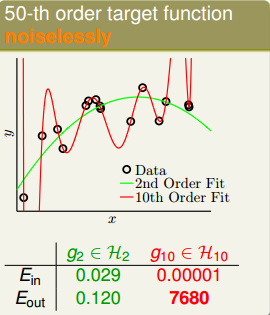 50-th order target function
noiselessly
y
Data
2nd Order Fit
10th Order Fit
x
g2 ∈ H2 g10 ∈ H10
Ein 0.029 0.00001
Eout 0.120 7680